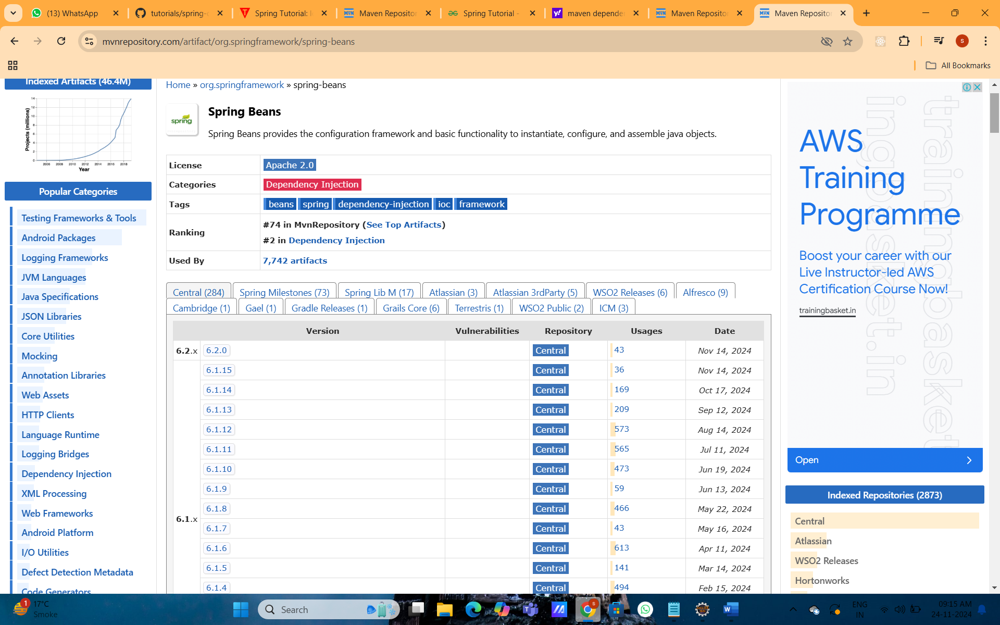 (13) WhatsApp
tutorials/spring-
Spring Tutorial:
Maven Reposito
Spring Tutorial -
maven depende
Maven Reposito
Maven Reposito
mvnrepository.com/artifact/org.springframework/spring-beans
S
All Bookmarks
Indexed Artifacts (46.4M)
Projects (millions)
14
12
10
8
6
4
2
0
2006 2008 2010 2012 2014 2016 2018
Year
Popular Categories
Testing Frameworks & Tools
Android Packages
Logging Frameworks
JVM Languages
Java Specifications
JSON Libraries
Core Utilities
Mocking
Annotation Libraries
Web Assets
HTTP Clients
Language Runtime
Logging Bridges
Dependency Injection
XML Processing
Web Frameworks
Android Platform
I/O Utilities
Defect Detection Metadata
Code Generators
Home » org.springframework » spring-beans
spring
Spring Beans
Spring Beans provides the configuration framework and basic functionality to instantiate, configure, and assemble java objects.
License Apache 2.0
Categories Dependency Injection
Tags beans spring dependency-injection ioc framework
Ranking
#74 in MvnRepository (See Top Artifacts)
#2 in Dependency Injection
Used By 7,742 artifacts
Central (284) Spring Milestones (73) Spring Lib M (17) Atlassian (3) Atlassian 3rdParty (5) WSO2 Releases (6) Alfresco (9)
Cambridge (1) Gael (1) Gradle Releases (1) Grails Core (6) Terrestris (1) WSO2 Public (2) ICM (3)
Version Vulnerabilities Repository Usages Date
6.2.x 6.2.0 Central 43 Nov 14, 2024
6.1.15 Central 36 Nov 14, 2024
6.1.14 Central 169 Oct 17, 2024
6.1.13 Central 209 Sep 12, 2024
6.1.12 Central 573 Aug 14, 2024
6.1.11 Central 565 Jul 11, 2024
6.1.10 Central 473 Jun 19, 2024
6.1.9 Central 59 Jun 13, 2024
6.1.8 Central 466 May 22, 2024
6.1.x
6.1.7 Central 43 May 16, 2024
6.1.6 Central 613 Apr 11, 2024
6.1.5 Central 141 Mar 14, 2024
6.1.4 Central 494 Feb 15, 2024
trainingbasket.in
ingbasket.in
AWS
Training
Programme
Boost your career with our
Live Instructor-led AWS
Certification Course Now!
trainingbasket.in
Open
Indexed Repositories (2873)
Central
Atlassian
WSO2 Releases
Hortonworks
1
17°C
Smoke
Search
ENG
IN
09:15 AM
24-11-2024